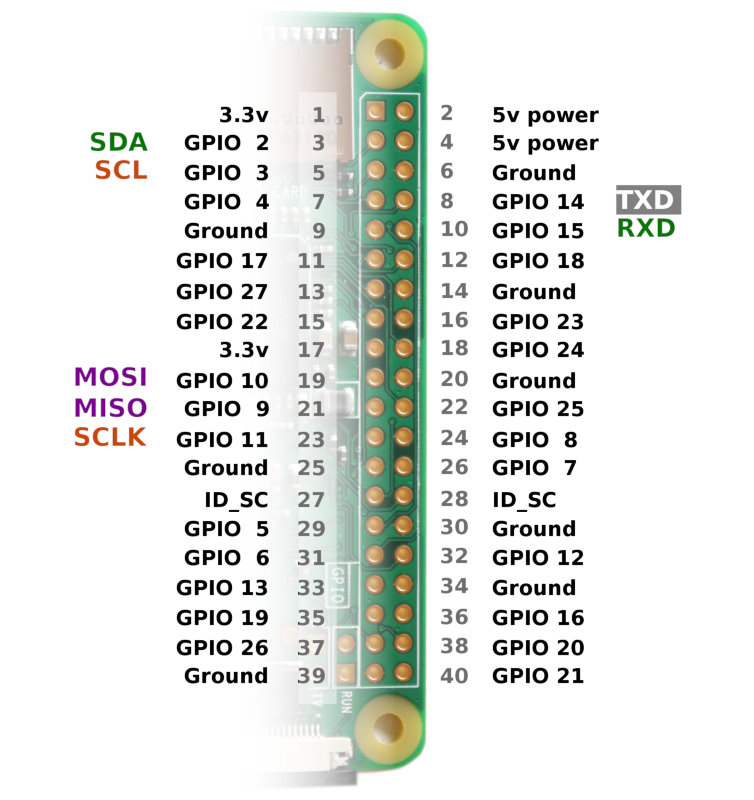 3.3v 1 2 5v power
SDA GPIO 2 3 4 5v power
SCL GPIO 3 5 6 Ground
GPIO 4 7 8 GPIO 14 TXD
Ground 9 10 GPIO 15 RXD
GPIO 17 11 12 GPIO 18
GPIO 27 13 14 Ground
GPIO 22 15 16 GPIO 23
3.3v 17 18 GPIO 24
MOSI GPIO 10 19 20 Ground
MISO GPIO 9 21 22 GPIO 25
SCLK GPIO 11 23 24 GPIO 8
Ground 25 26 GPIO 7
ID_SC 27 28 ID_SC
GPIO 5 29 30 Ground
GPIO 6 31 32 GPIO 12
GPIO 13 33 34 Ground
GPIO 19 35 36 GPIO 16
GPIO 26 37 38 GPIO 20
Ground 39 40 GPIO 21
CARD
GPIO
RUN
TV